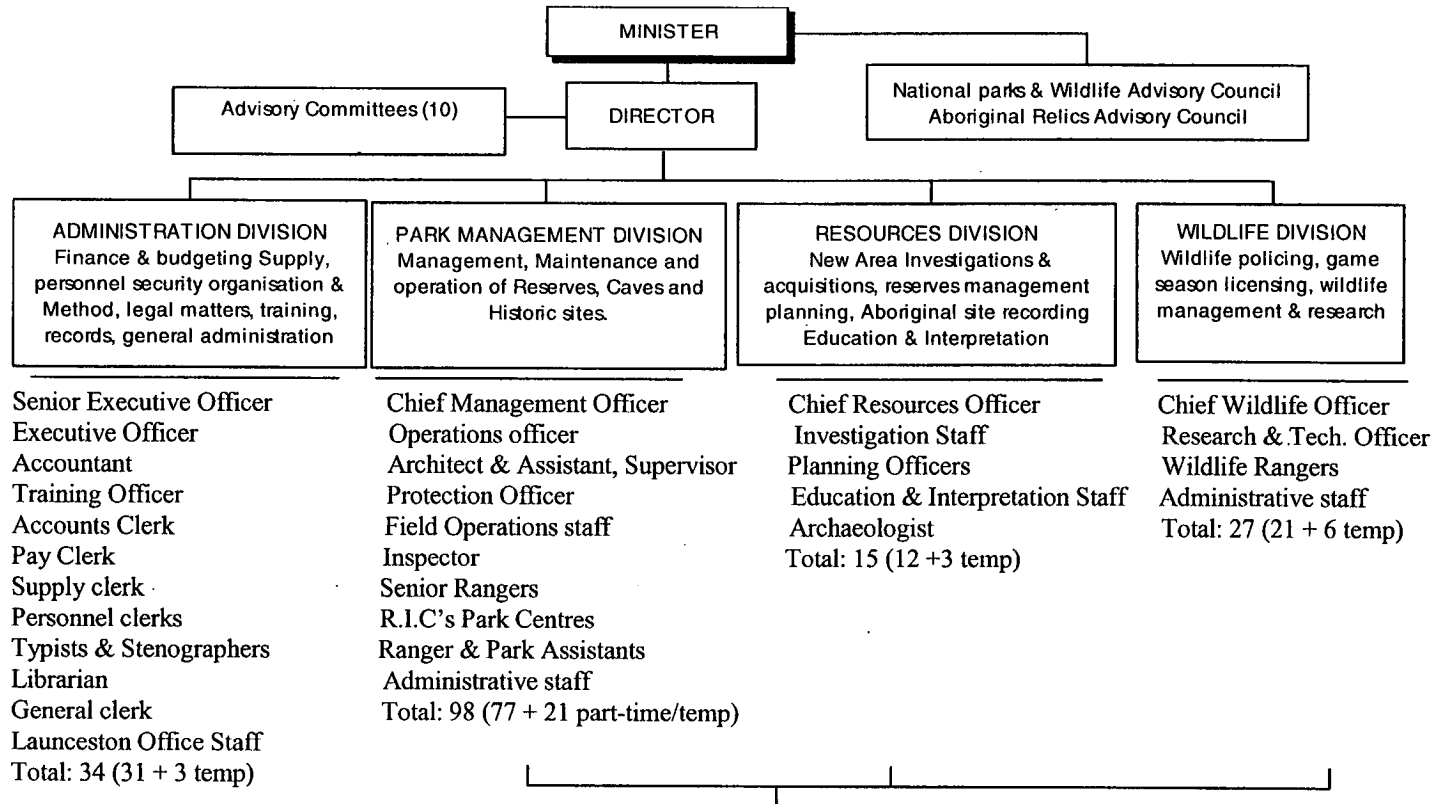 MINISTER
National parks & Wildlife Advisory Council
Aboriginal Relics Advisory Council
Advisory Committees (10)
DIRECTOR
ADMINISTRATION DIVISION
Finance & budgeting Supply,
personnel security organisation &
Method, legal matters, training,
records, general administration
PARK MANAGEMENT DIVISION
Management, Maintenance and
operation of Reserves, Caves and
Historic sites.
RESOURCES DIVISION
New Area Investigations &
acquisitions, reserves management
planning, Aboriginal site recording
Education & Interpretation
WILDLIFE DIVISION
Wildlife policing, game
season licensing, wildlife
management & research
Senior Executive Officer
Executive Officer
Accountant
Training Officer
Accounts Clerk
Pay Clerk
Supply clerk
Personnel clerks
Typists & Stenographers
Librarian
General clerk
Launceston Office Staff
Total: 34 (31 + 3 temp)
Chief Management Officer
Operations officer
Architect & Assistant, Supervisor
Protection Officer
Field Operations staff
Inspector
Senior Rangers
R.I.C's Park Centres
Ranger & Park Assistants
Administrative staff
Total: 98 (77 + 21 part-time/temp)
Chief Resources Officer
Investigation Staff
Planning Officers
Education & Interpretation Staff
Archaeologist
Total: 15 (12 +3 temp)
Chief Wildlife Officer
Research & Tech. Officer
Wildlife Rangers
Administrative staff
Total: 27 (21 + 6 temp)